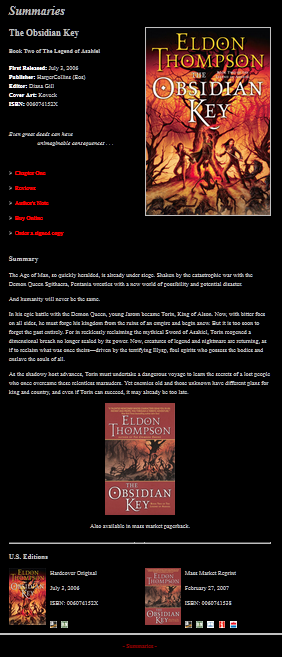 Summaries
The Obsidian Key
Book Two of The Legend of Asahiel
First Released: July 3, 2006
Publisher: HarperCollins (Eos)
Editor: Diana Gill
Cover Art: Kovack
ISBN: 006074152X
Even great deeds can have
unimaginable consequences . . .
> Chapter One
> Reviews
> Author's Note
> Buy Online
> Order a signed copy
ELDON
THOMPSON
THE
OBSIDIAN
KEY
Summary
The Age of Man, so quickly heralded, is already under siege. Shaken by the catastrophic war with the
Demon Queen Spithaera, Pentania wrestles with a new world of possibility and potential disaster.
And humanity will never be the same.
In his epic battle with the Demon Queen, young Jarom became Torin, King of Alson. Now, with bitter foes
on all sides, he must forge his kingdom from the ruins of an empire and begin anew. But it is too soon to
forget the past entirely. For in recklessly reclaiming the mythical Sword of Asahiel, Torin reopened a
dimensional breach no longer sealed by its power. Now, creatures of legend and nightmare are returning, as
if to reclaim what was once theirs—driven by the terrifying Illysp, foul spirits who possess the bodies and
enslave the souls of all.
As the shadowy host advances, Torin must undertake a dangerous voyage to learn the secrets of a lost people
who once overcame these relentless marauders. Yet enemies old and those unknown have different plans for
king and country, and even if Torin can succeed, it may already be too late.
ELDON
THOMPSON
THE
OBSIDIAN
KEY
Also available in mass market paperback.
U.S. Editions
ELDON
THOMPSON
OBSIDIAN
KEY
Hardcover Original
July 3, 2006
ISBN: 006074152X
ELDON
THOMPSON
OBSIDIAN
KEY
Mass Market Reprint
February 27, 2007
- Summaries -